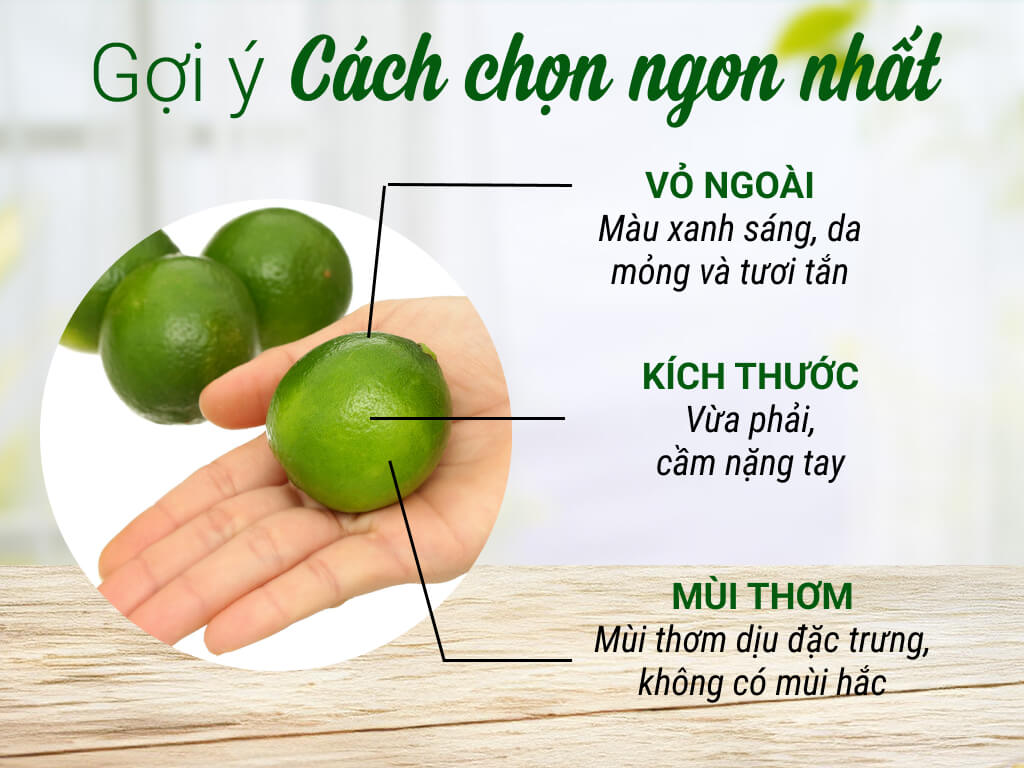 Gợi ý Cách chọn ngon nhất
VỎ NGOÀI
Màu xanh sáng, da
mỏng và tươi tắn
KÍCH THƯỚC
Vừa phải,
cầm nặng tay
MÙI THƠM
Mùi thơm dịu đặc trưng,
không có mùi hắc